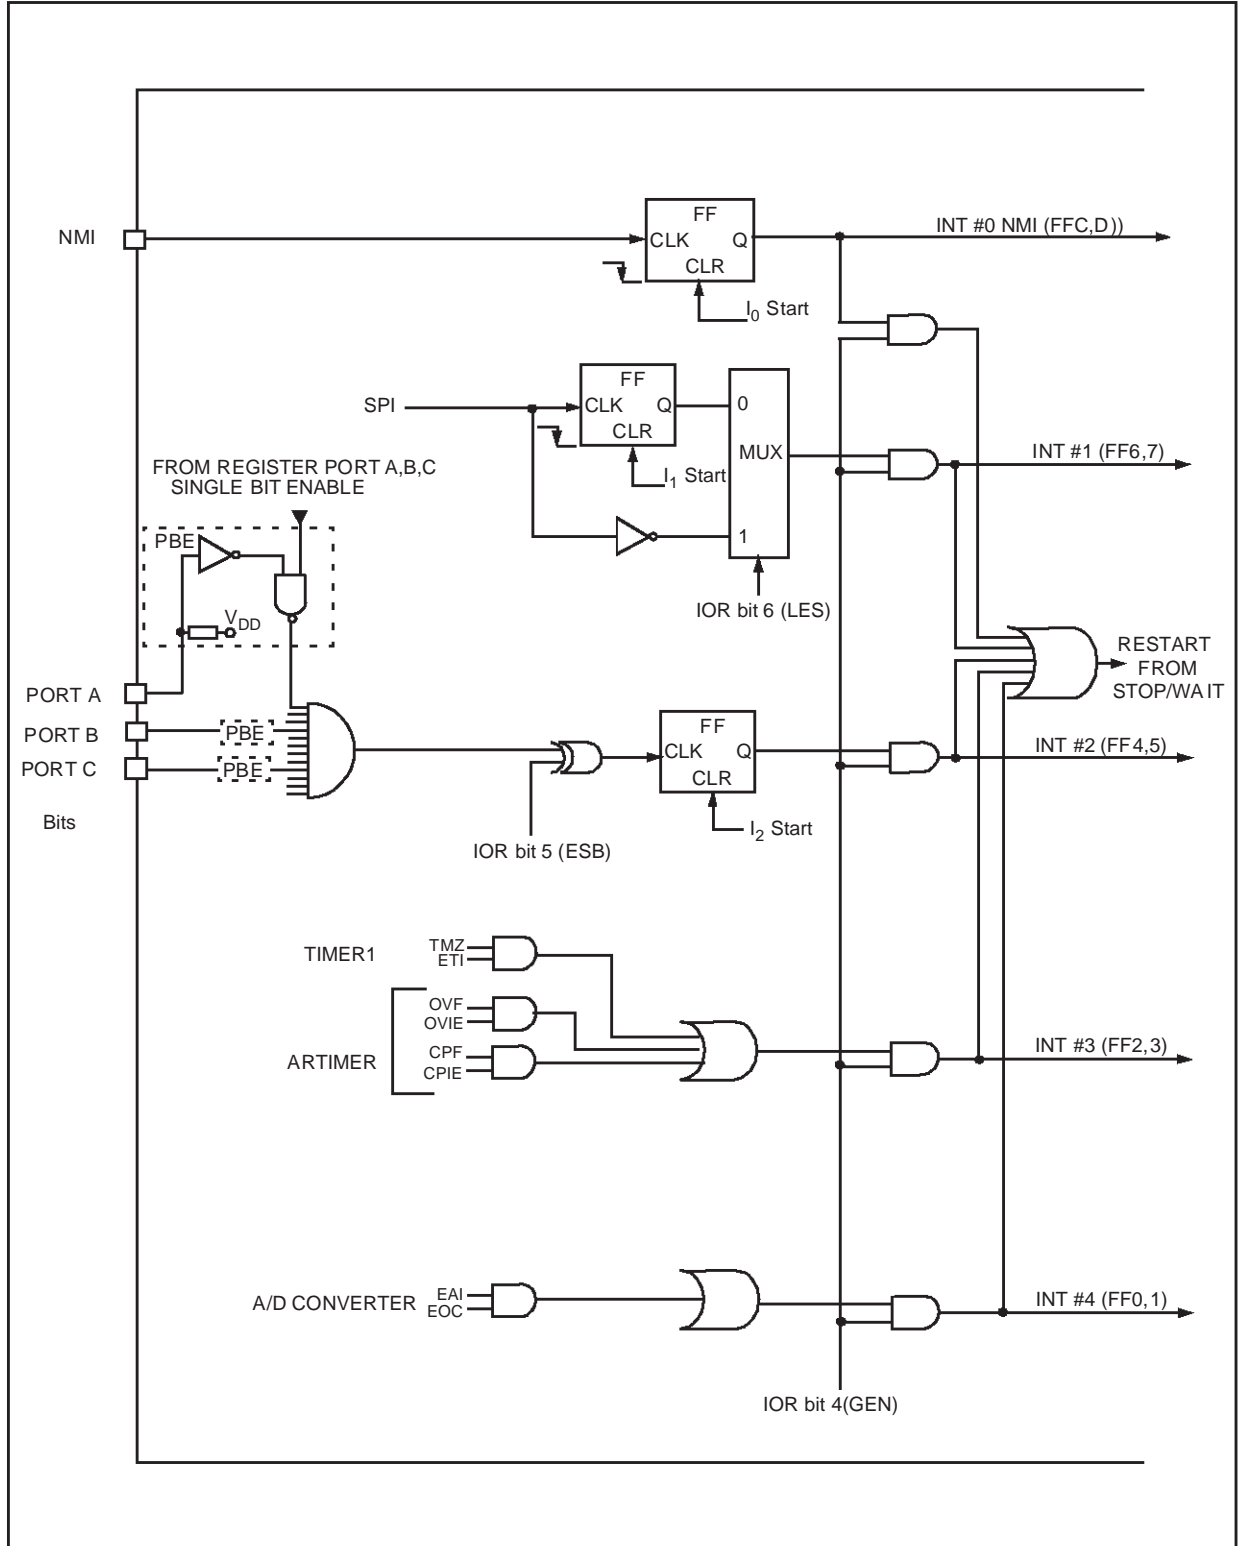 FF
NMI
CLK
Q
INT #0 NMI (FFC,D))
CLR
I0 Start
FF
SPI
CLK
Q
0
CLR
MUX
INT #1 (FF6,7)
I1 Start
FROM REGISTER PORT A,B,C
SINGLE BIT ENABLE
PBE
1
IOR bit 6 (LES)
VDD
RESTART
FROM
STOP/WAIT
PORT A
FF
PORT B
PBE
CLK
Q
INT #2 (FF4,5)
PORT C
PBE
CLR
Bits
I2 Start
IOR bit 5 (ESB)
TIMER1
TMZ
ETI
OVF
OVIE
ARTIMER
CPF
CPIE
INT #3 (FF2,3)
A/D CONVERTER
EAI
EOC
INT #4 (FF0,1)
IOR bit 4(GEN)